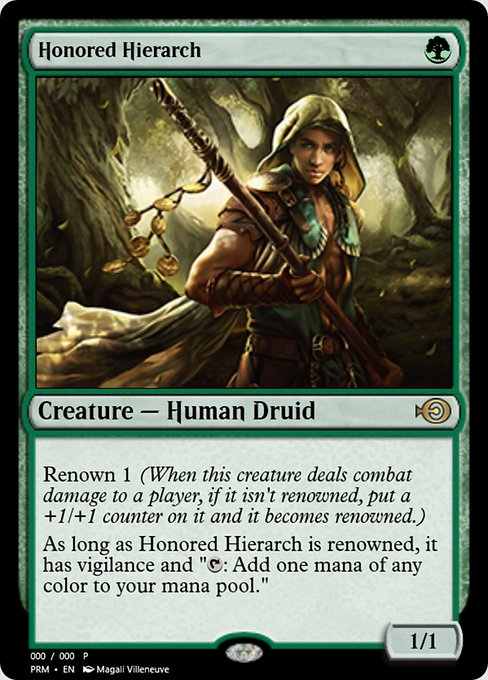 Honored Hierarch
Creature — Human Druid
Renown 1 (When this creature deals combat
damage to a player, if it isn't renowned, put a
+1/+1 counter on it and it becomes renowned.)
As long as Honored Hierarch is renowned, it
has vigilance and ": Add one mana of any
color to your mana pool."
1/1
000 / 000 P
PRM • EN Magali Villeneuve